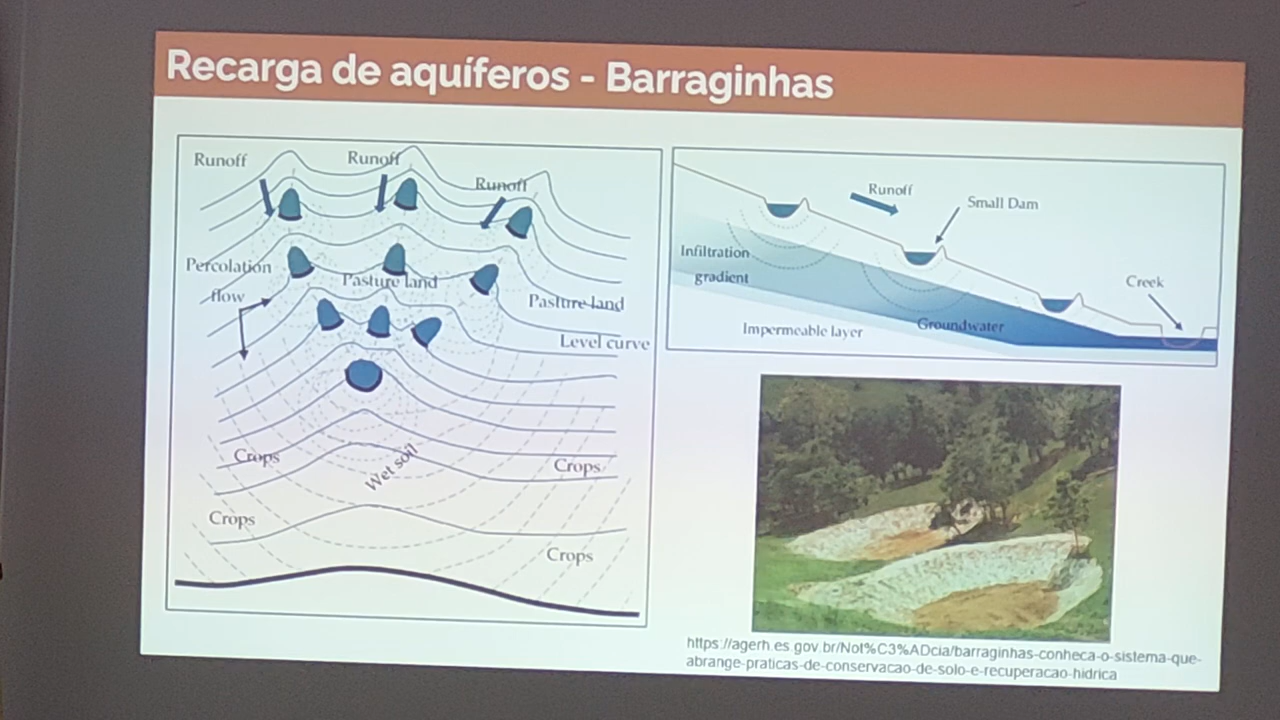 Recarga de aquíferos - Barraginhas
Runoff
Runoff
Runoff
Percolation
flow
Pasture land
Pasture land
Level curve
Crops
Wet soil
Crops
Crops
Crops
Runoff
Small Dam
Infiltration
gradient
Creek
Impermeable layer
Groundwater
https://agerh.es.gov.br/Not%C3%ADcia/barraginhas-conheca-o-sistema-que-
abrange-praticas-de-conservacao-de-solo-e-recuperacao-hidrica